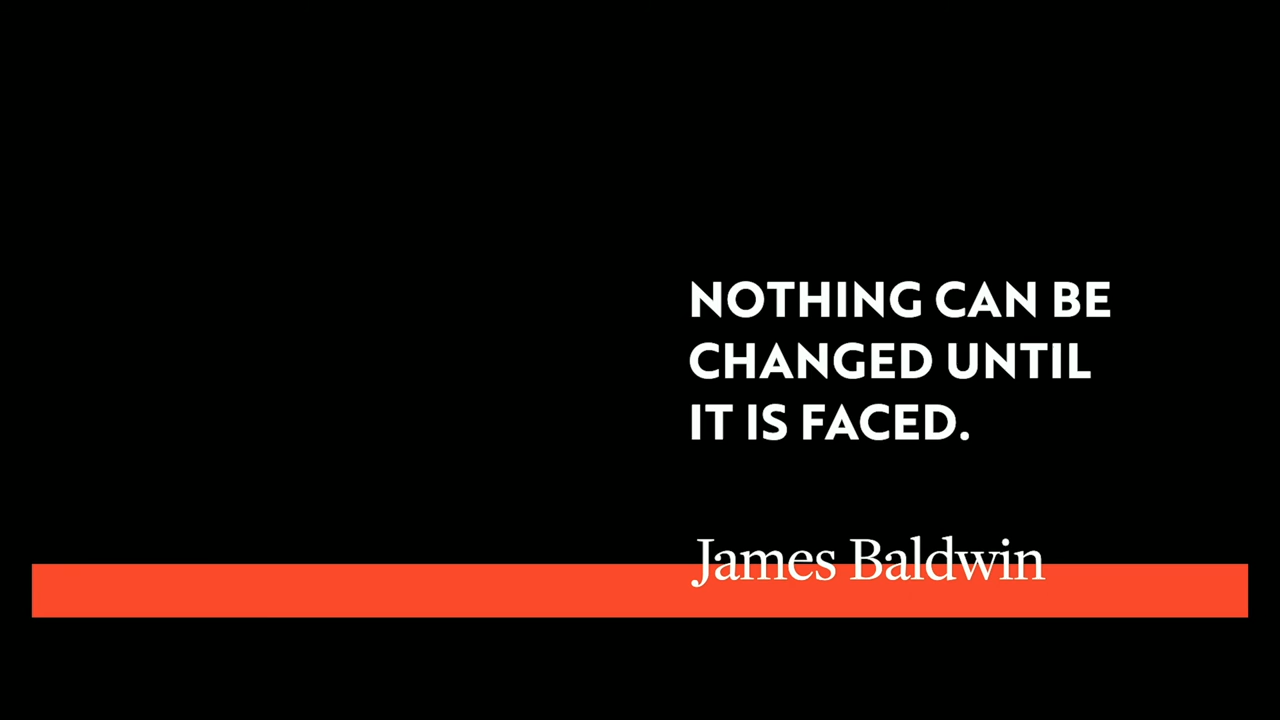 NOTHING CAN BE
CHANGED UNTIL
IT IS FACED.
James Baldwin